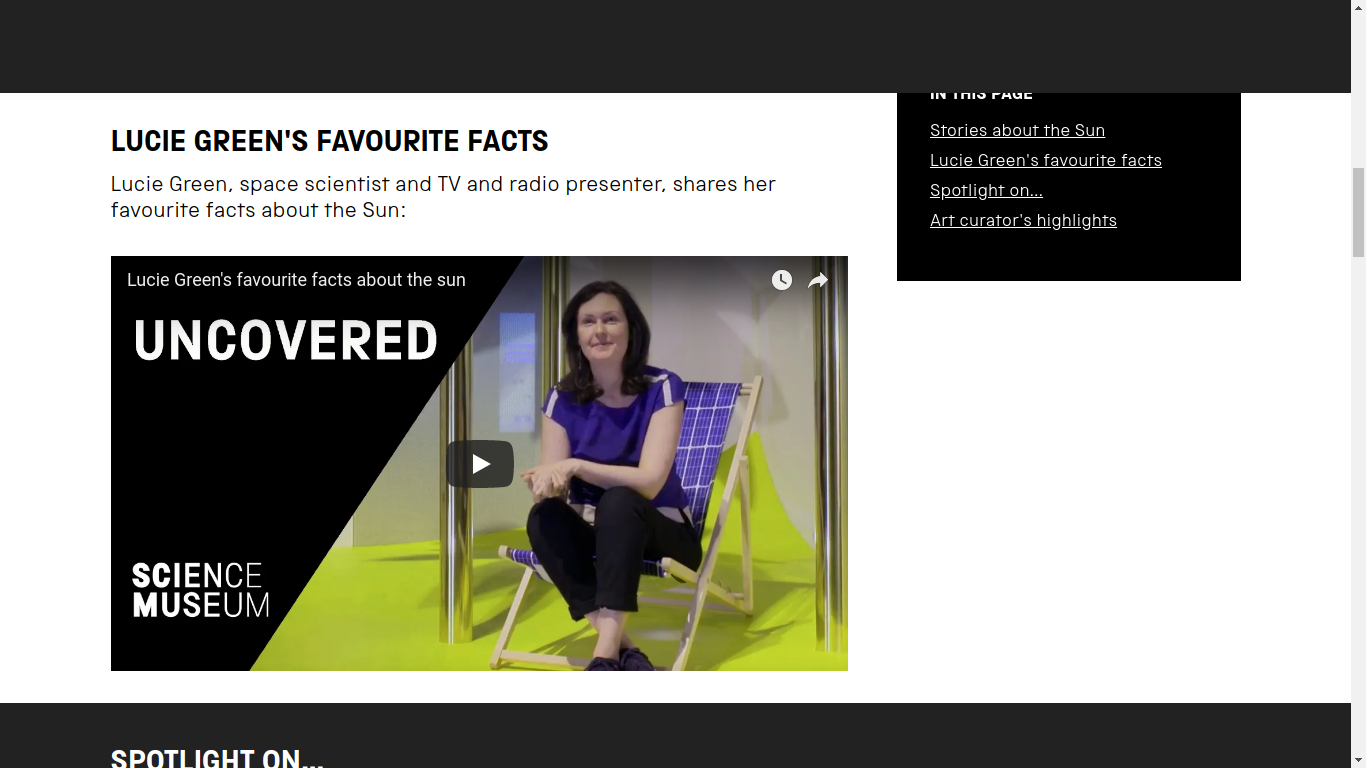 IN THIS PAGE
Stories about the Sun
Lucie Green's favourite facts
Spotlight on...
Art curator's highlights
LUCIE GREEN'S FAVOURITE FACTS
Lucie Green, space scientist and TV and radio presenter, shares her
favourite facts about the Sun:
Lucie Green's favourite facts about the sun
UNCOVERED
SCIENCE
MUSEUM
SPOTLIGHT ON...